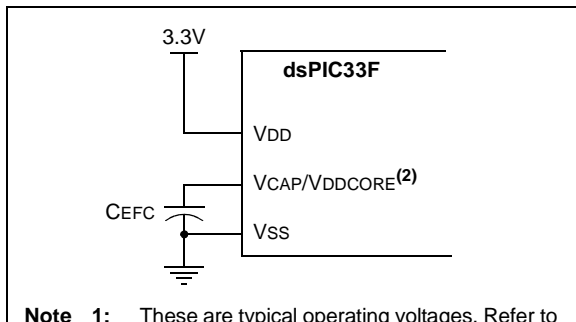 3.3V
dsPIC33F
VDD
VCAP/VDDCORE(2)
CEFC
VSS
Note 1: These are typical operating voltages. Refer to